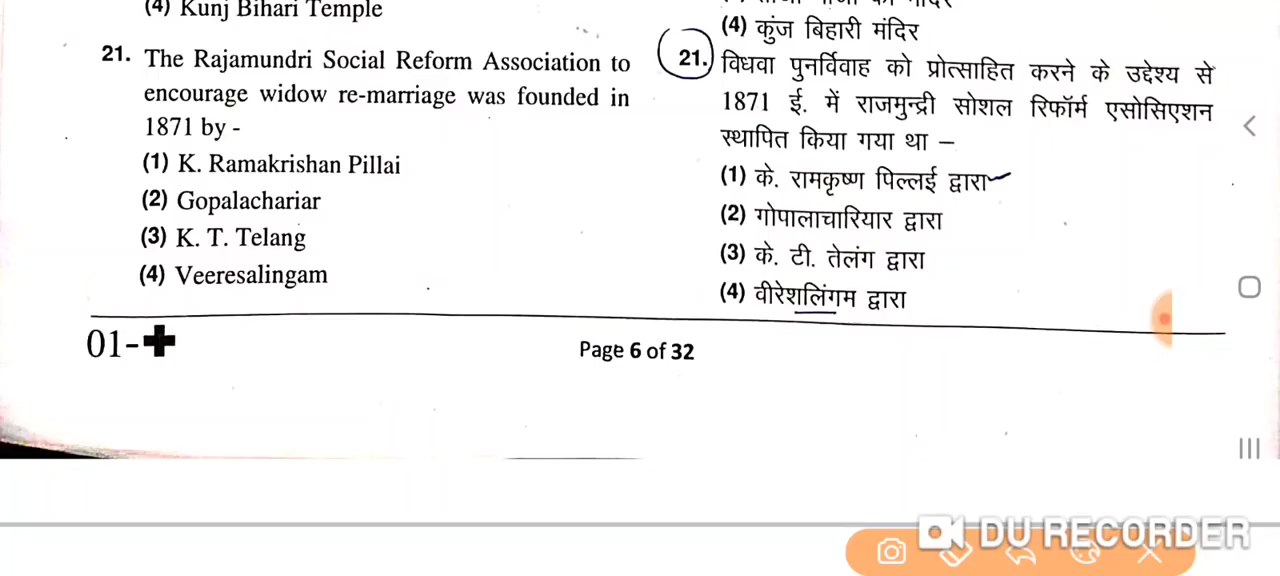 (4) Kunj Bihari Temple
21. The Rajamundri Social Reform Association to
encourage widow re-marriage was founded in
1871 by -
(1) K. Ramakrishan Pillai
(2) Gopalachariar
(3) K. T. Telang
(4) Veeresalingam
(4) कुंज बिहारी मंदिर
21. विधवा पुनर्विवाह को प्रोत्साहित करने के उद्देश्य से
1871 ई. में राजमुन्द्री सोशल रिफॉर्म एसोसिएशन
स्थापित किया गया था –
(1) के. रामकृष्ण पिल्लई द्वारा
(2) गोपालाचारियार द्वारा
(3) के. टी. तेलंग द्वारा
(4) वीरेशलिंगम द्वारा
01-✚
Page 6 of 32
DU RECORDER